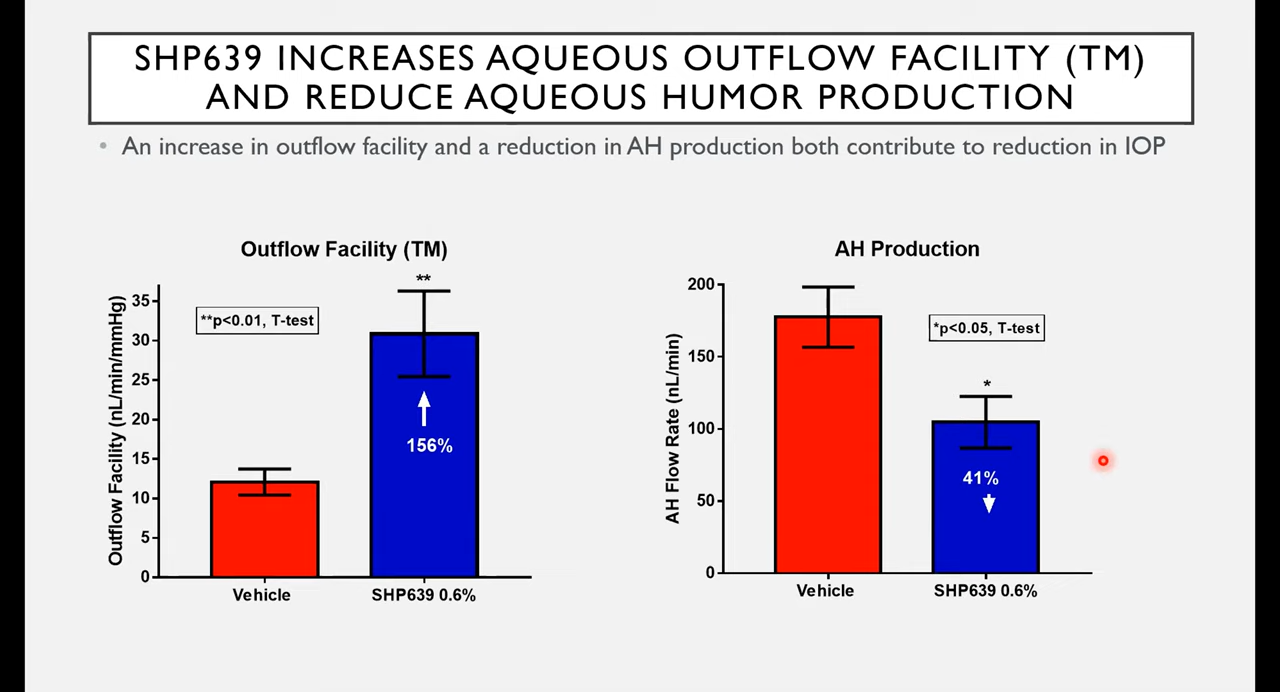 SHP639 INCREASES AQUEOUS OUTFLOW FACILITY (TM)
AND REDUCE AQUEOUS HUMOR PRODUCTION
• An increase in outflow facility and a reduction in AH production both contribute to reduction in IOP
Outflow Facility (TM)
Outflow Facility (nL/min/mmHg)
35
30
25
20
15
10
5
0
**p<0.01, T-test
**
156%
Vehicle
SHP639 0.6%
AH Production
AH Flow Rate (nL/min)
200
150
100
50
0
*p<0.05, T-test
*
41%
Vehicle
SHP639 0.6%